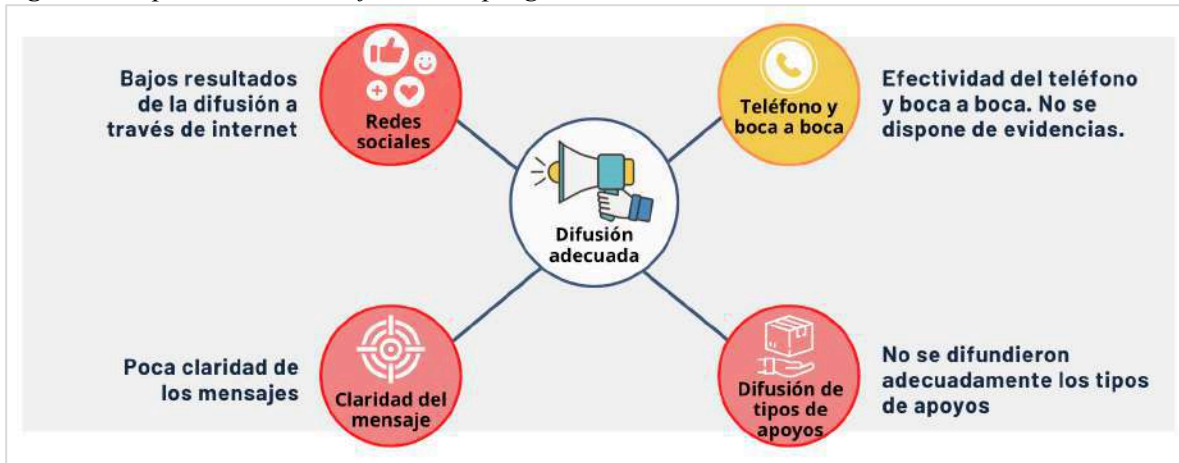 Bajos resultados
de la difusión a
través de internet
Redes
sociales
Teléfono y
boca a boca
Efectividad del teléfono
y boca a boca. No se
dispone de evidencias.
Difusión
adecuada
Poca claridad de
los mensajes
Claridad del
mensaje
Difusión de
tipos de
apoyos
No se difundieron
adecuadamente los tipos
de apoyos